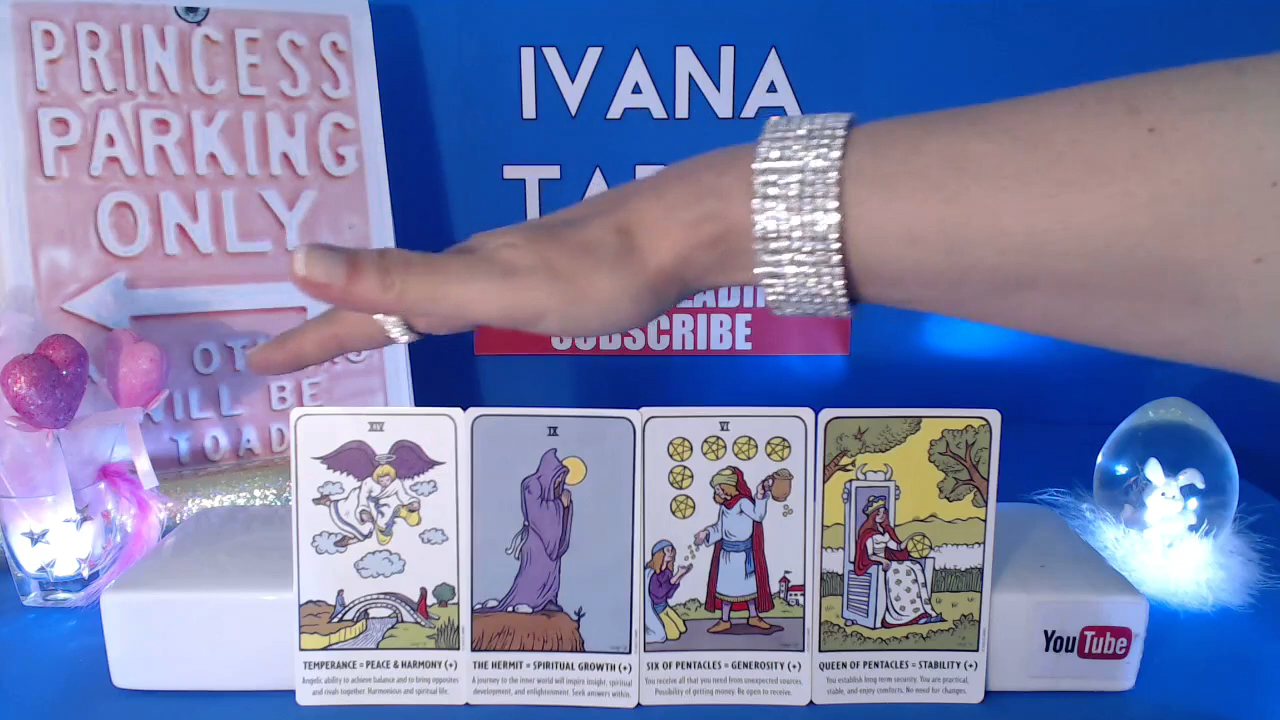 PRINCESS
PARKING
ONLY
WILL BE
IVANA
SUBSCRIBE
XIV
TEMPERANCE = PEACE & HARMONY (+)
Angelic ability to achieve balance and to bring opposites
and rivals together. Harmonious and spiritual life.
IX
THE HERMIT = SPIRITUAL GROWTH (+)
A journey to the inner world will inspire insight, spiritual
development, and enlightenment. Seek answers within.
VI
SIX OF PENTACLES = GENEROSITY (+)
You receive all that you need from unexpected sources.
Possibility of getting money. Be open to receive.
QUEEN OF PENTACLES = STABILITY (+)
You establish long term security. You are practical,
stable, and enjoy comforts. No need for changes.
YouTube